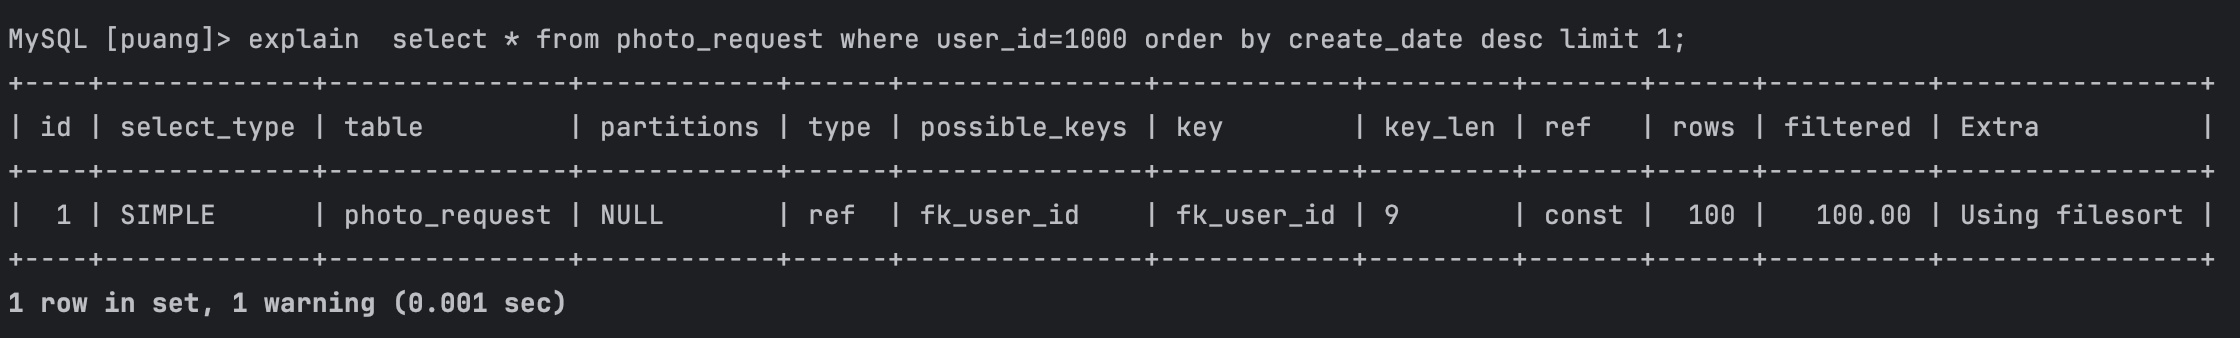 MySQL [puang]> explain  select * from photo_request where user_id=1000 order by create_date desc limit 1;
+----+-------------+---------------+------------+------+---------------+------------+---------+-------+------+----------+----------------+
| id | select_type | table         | partitions | type | possible_keys | key        | key_len | ref   | rows | filtered | Extra          |
+----+-------------+---------------+------------+------+---------------+------------+---------+-------+------+----------+----------------+
|  1 | SIMPLE      | photo_request | NULL       | ref  | fk_user_id    | fk_user_id | 9       | const |  100 |   100.00 | Using filesort |
+----+-------------+---------------+------------+------+---------------+------------+---------+-------+------+----------+----------------+
1 row in set, 1 warning (0.001 sec)